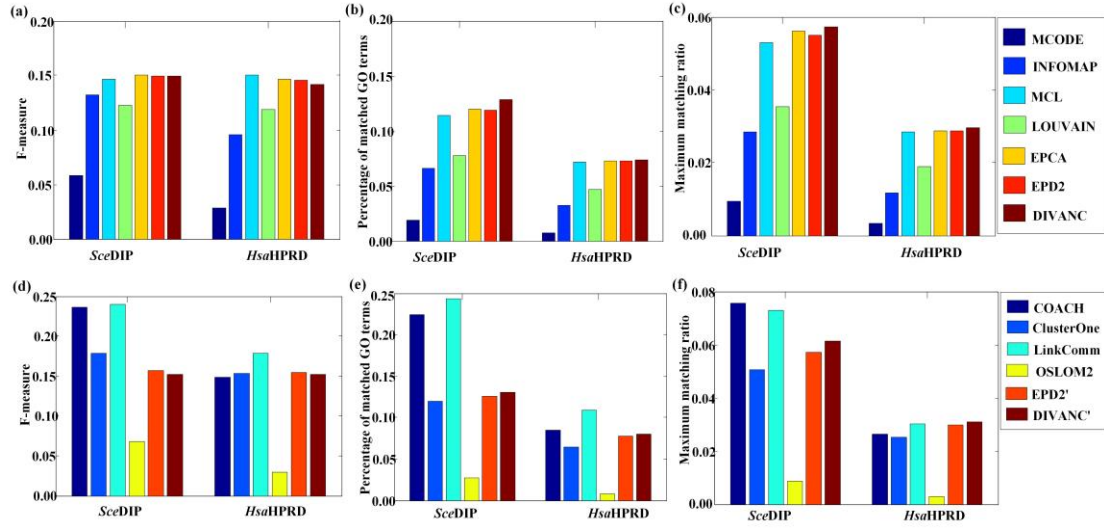 (a)
F-measure
0.20
0.15
0.10
0.05
0.00
SceDIP
HsaHPRD
(b)
Percentage of matched GO terms
0.20
0.15
0.10
0.05
0.00
SceDIP
HsaHPRD
(c)
Maximum matching ratio
0.06
0.04
0.02
0.00
SceDIP
HsaHPRD
MCODE
INFOMAP
MCL
LOUVAIN
EPCA
EPD2
DIVANC
(d)
F-measure
0.25
0.20
0.15
0.10
0.05
0.00
SceDIP
HsaHPRD
(e)
Percentage of matched GO terms
0.25
0.20
0.15
0.10
0.05
0.00
SceDIP
HsaHPRD
(f)
Maximum matching ratio
0.08
0.06
0.04
0.02
0.00
SceDIP
HsaHPRD
COACH
ClusterOne
LinkComm
OSLOM2
EPD2'
DIVANC'